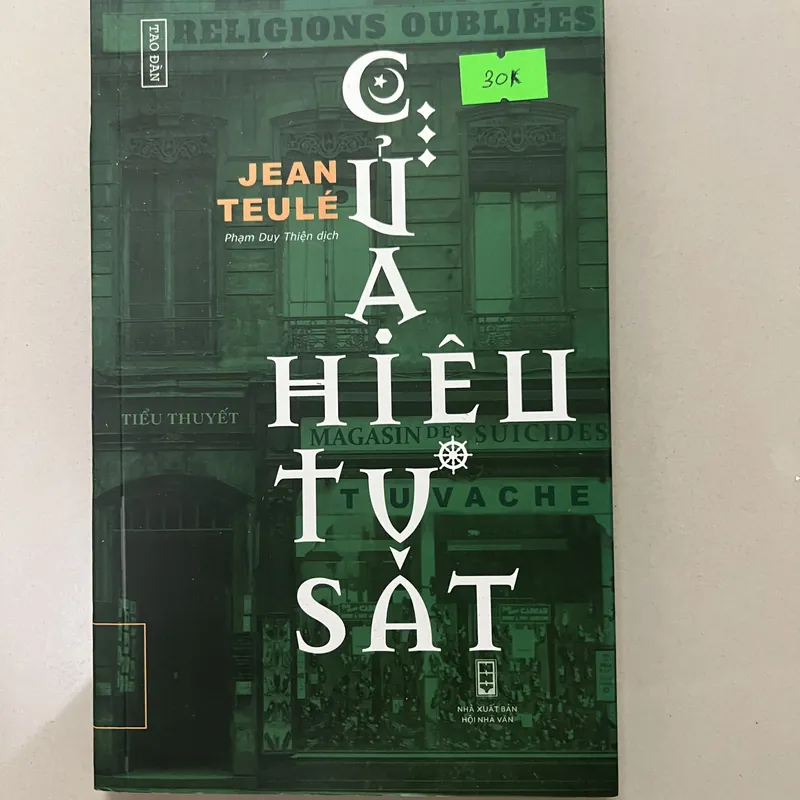 RELIGIONS OUBLIÉES
TAO ĐÀN
30K
JEAN
TEULÉ
Phạm Duy Thiện dịch
CỬA
HIỆU
TỰ
SÁT
TIỂU THUYẾT
MAGASIN DES SUICIDES
TUVACHE
NHÀ XUẤT BẢN
HỘI NHÀ VĂN